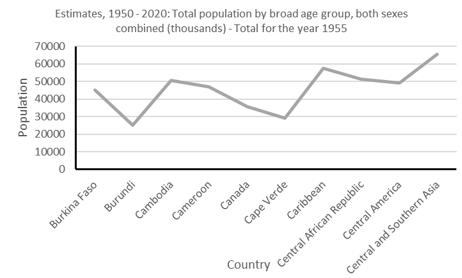 Estimates, 1950 - 2020: Total population by broad age group, both sexes
combined (thousands) - Total for the year 1955
70000
60000
50000
40000
30000
20000
10000
0
Population
Burkina Faso
Burundi
Cambodia
Cameroon
Canada
Cape Verde
Caribbean
Central African Republic
Central America
Central and Southern Asia
Country